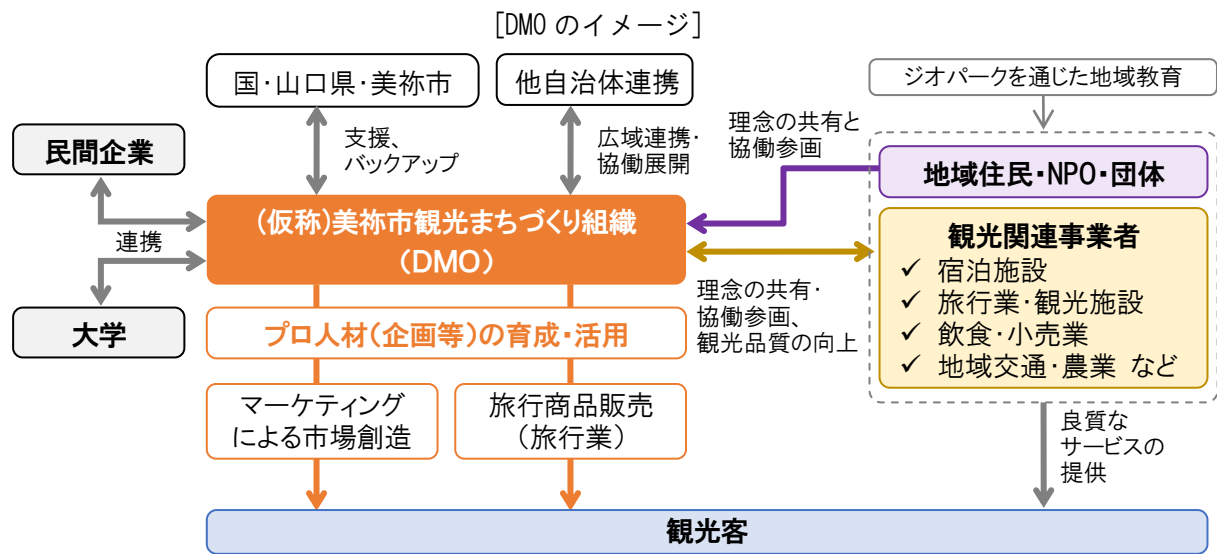 [DMO のイメージ]
国・山口県・美祢市
他自治体連携
ジオパークを通じた地域教育
支援、
バックアップ
広域連携・
協働展開
理念の共有と
協働参画
民間企業
地域住民・NPO・団体
(仮称)美祢市観光まちづくり組織
(DMO)
連携
観光関連事業者
✓ 宿泊施設
✓ 旅行業・観光施設
✓ 飲食・小売業
✓ 地域交通・農業 など
理念の共有・
協働参画、
観光品質の向上
大学
プロ人材(企画等)の育成・活用
マーケティング
による市場創造
旅行商品販売
(旅行業)
良質な
サービスの
提供
観光客